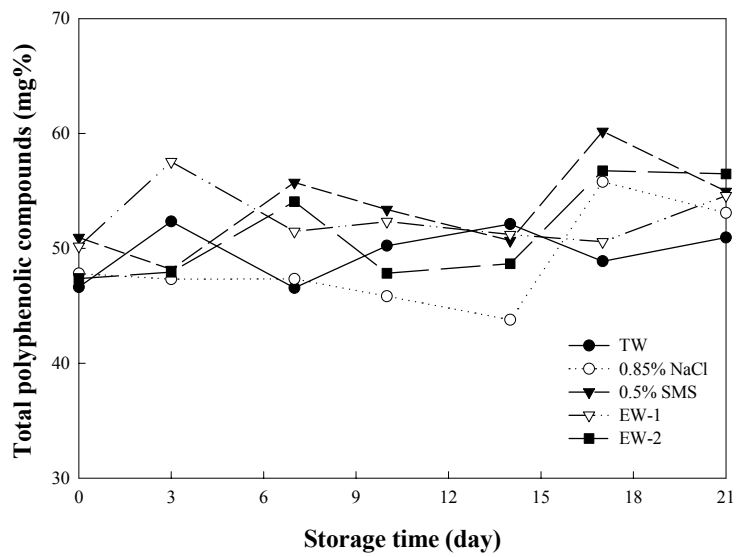 Total polyphenolic compounds (mg%)
70
60
50
40
30
TW
0.85% NaCl
0.5% SMS
EW-1
EW-2
0 3 6 7 9 12 15 18 21
Storage time (day)